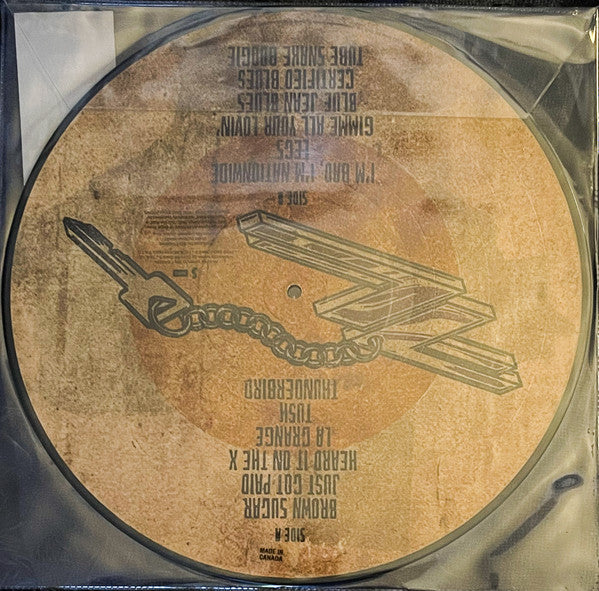 SIDE A
BROWN SUGAR
JUST GOT PAID
HEARD IT ON THE X
LA GRANGE
TUSH
THUNDERBIRD
SIDE B
I'M BAD, I'M NATIONWIDE
LEGS
GIMME ALL YOUR LOVIN'
BLUE JEAN BLUES
CERTIFIED BLUES
TUBE SNAKE BOOGIE
MADE IN
CANADA